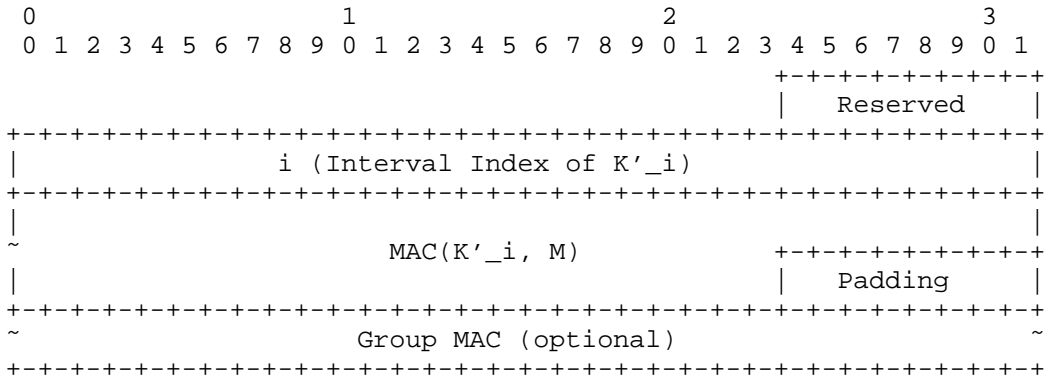 0                   1                   2                   3
 0 1 2 3 4 5 6 7 8 9 0 1 2 3 4 5 6 7 8 9 0 1 2 3 4 5 6 7 8 9 0 1
                                                +-+-+-+-+-+-+-+-+
                                                |   Reserved    |
+-+-+-+-+-+-+-+-+-+-+-+-+-+-+-+-+-+-+-+-+-+-+-+-+-+-+-+-+-+-+-+-+
|                i (Interval Index of K’_i)                     |
+-+-+-+-+-+-+-+-+-+-+-+-+-+-+-+-+-+-+-+-+-+-+-+-+-+-+-+-+-+-+-+-+
|                                                               |
~                       MAC(K’_i, M)            +-+-+-+-+-+-+-+-+
|                                               |   Padding     |
+-+-+-+-+-+-+-+-+-+-+-+-+-+-+-+-+-+-+-+-+-+-+-+-+-+-+-+-+-+-+-+-+
~                     Group MAC (optional)                      ~
+-+-+-+-+-+-+-+-+-+-+-+-+-+-+-+-+-+-+-+-+-+-+-+-+-+-+-+-+-+-+-+-+